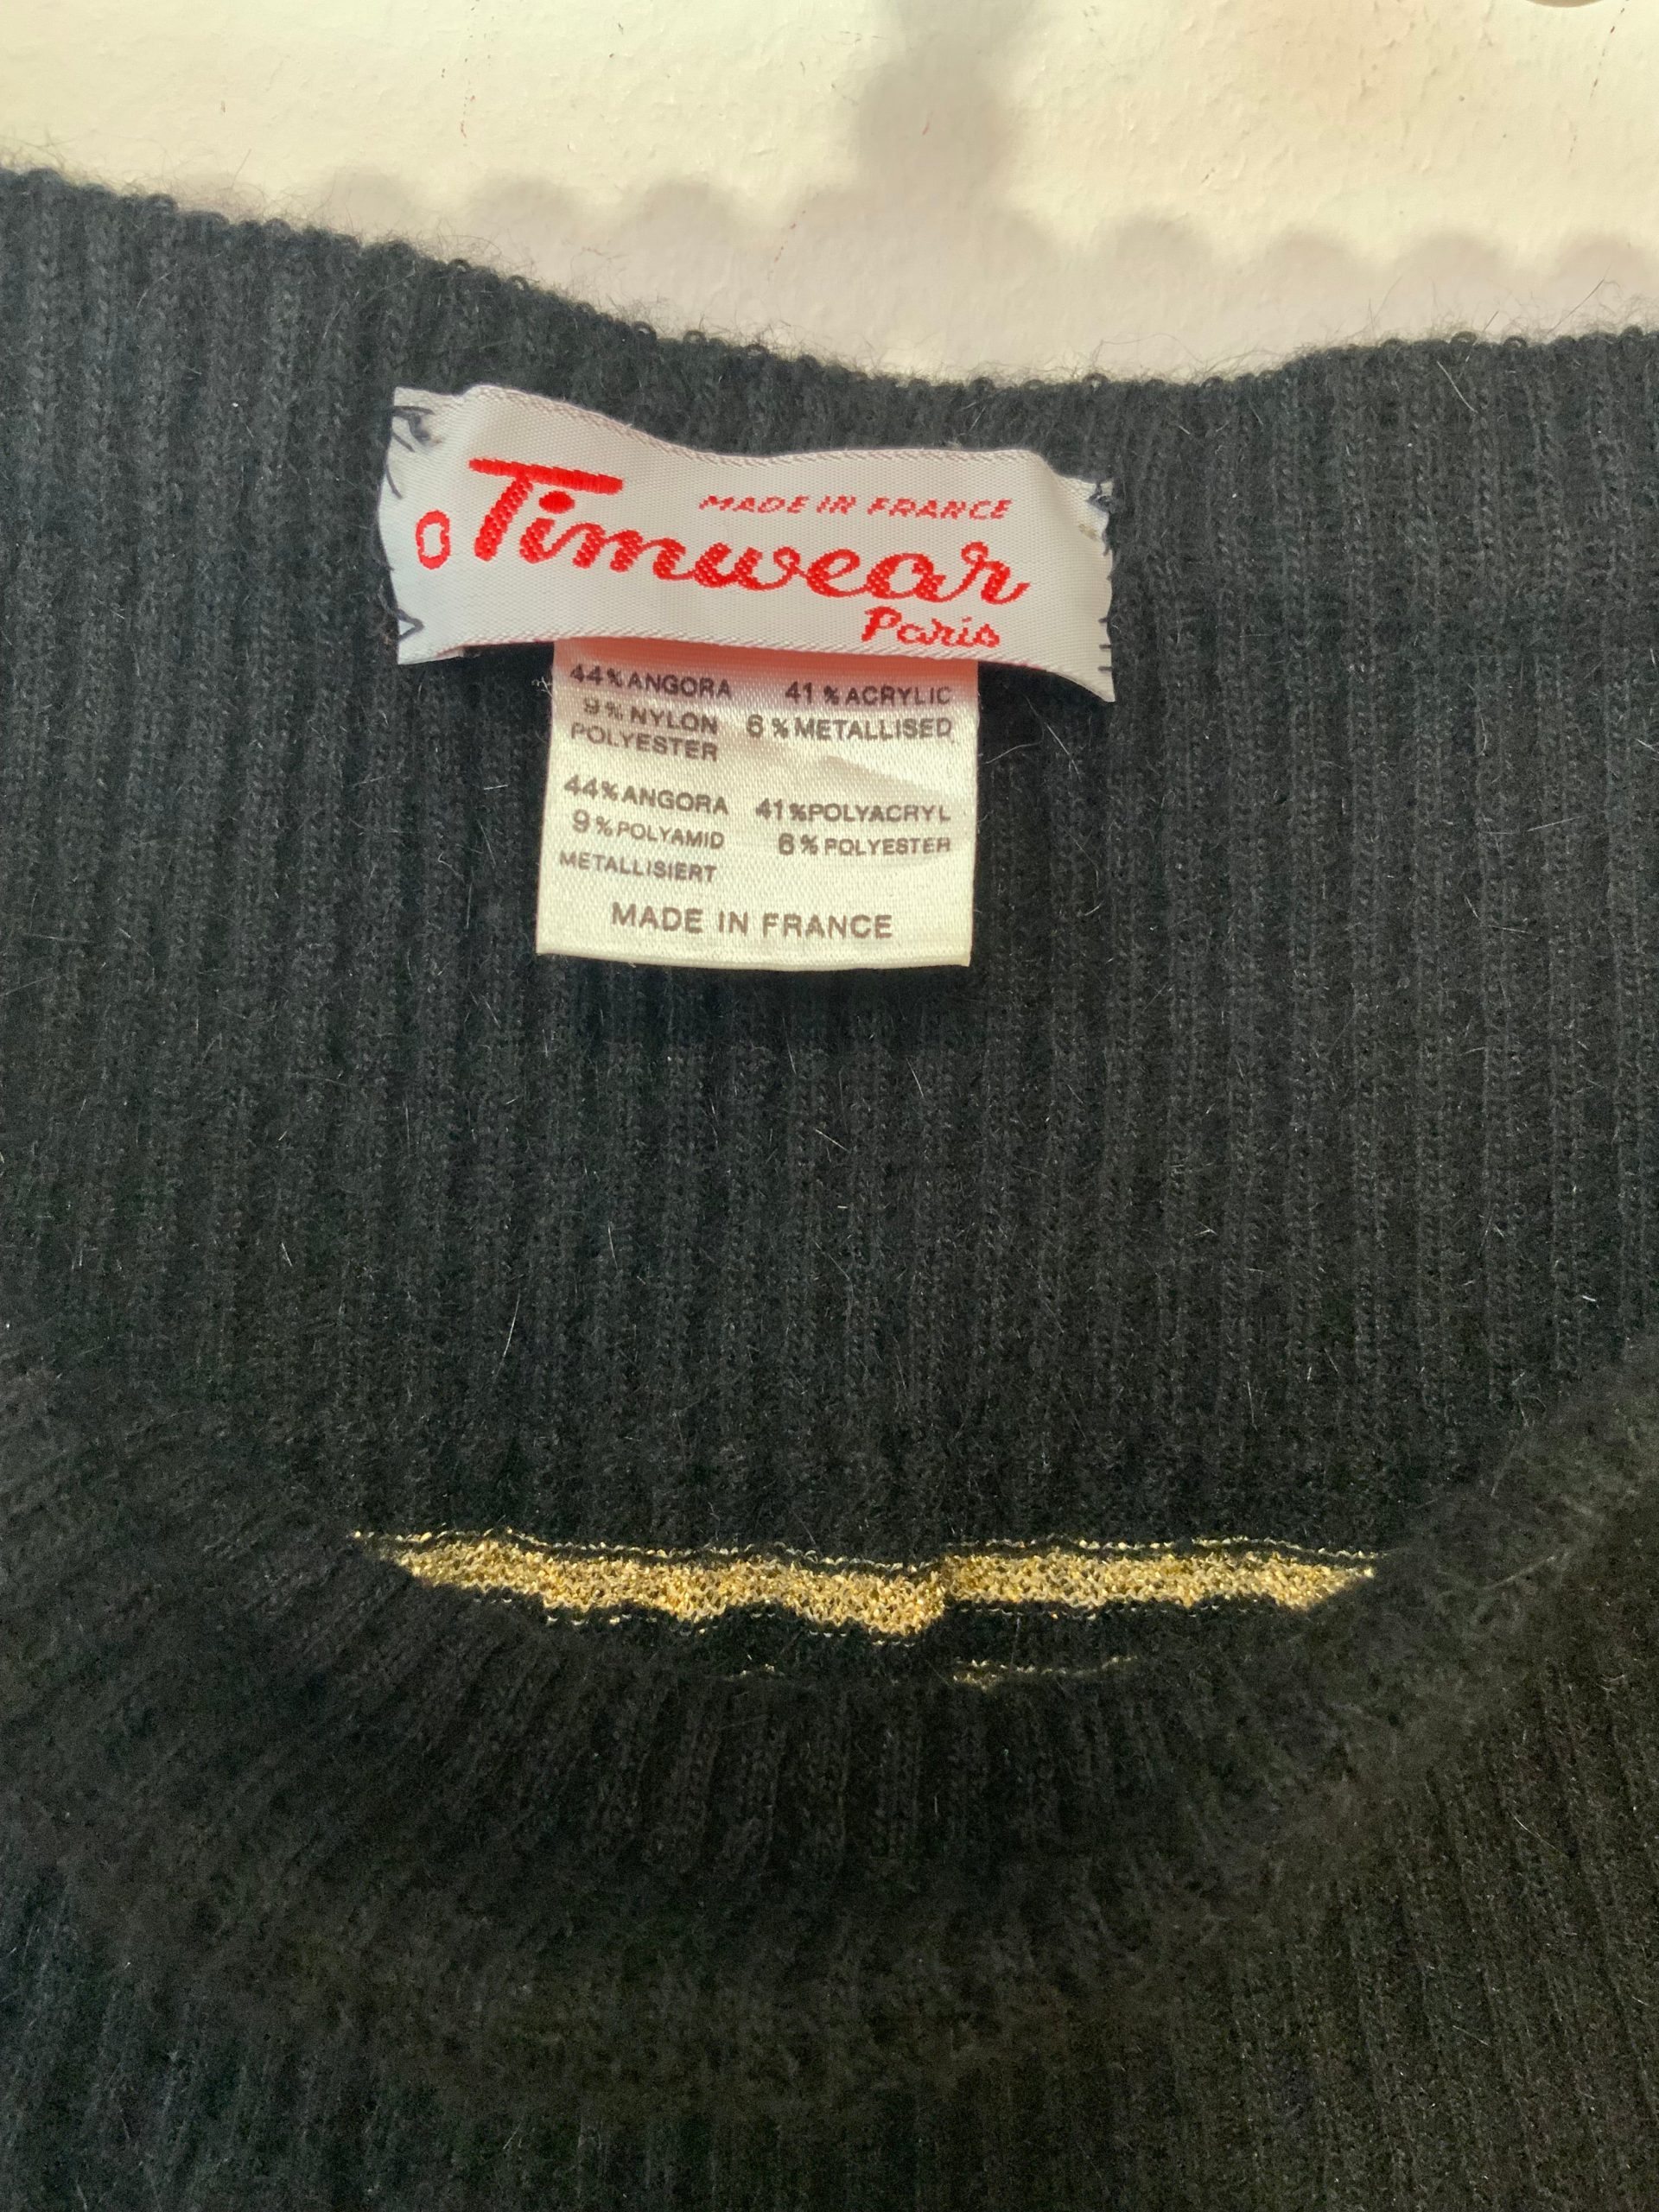 MADE IN FRANCE
0 Timwear
Paris
44% ANGORA 41% ACRYLIC
9% NYLON 6% METALLISED
POLYESTER
44% ANGORA 41% POLYACRYL
9% POLYAMID 6% POLYESTER
METALLISIERT
MADE IN FRANCE